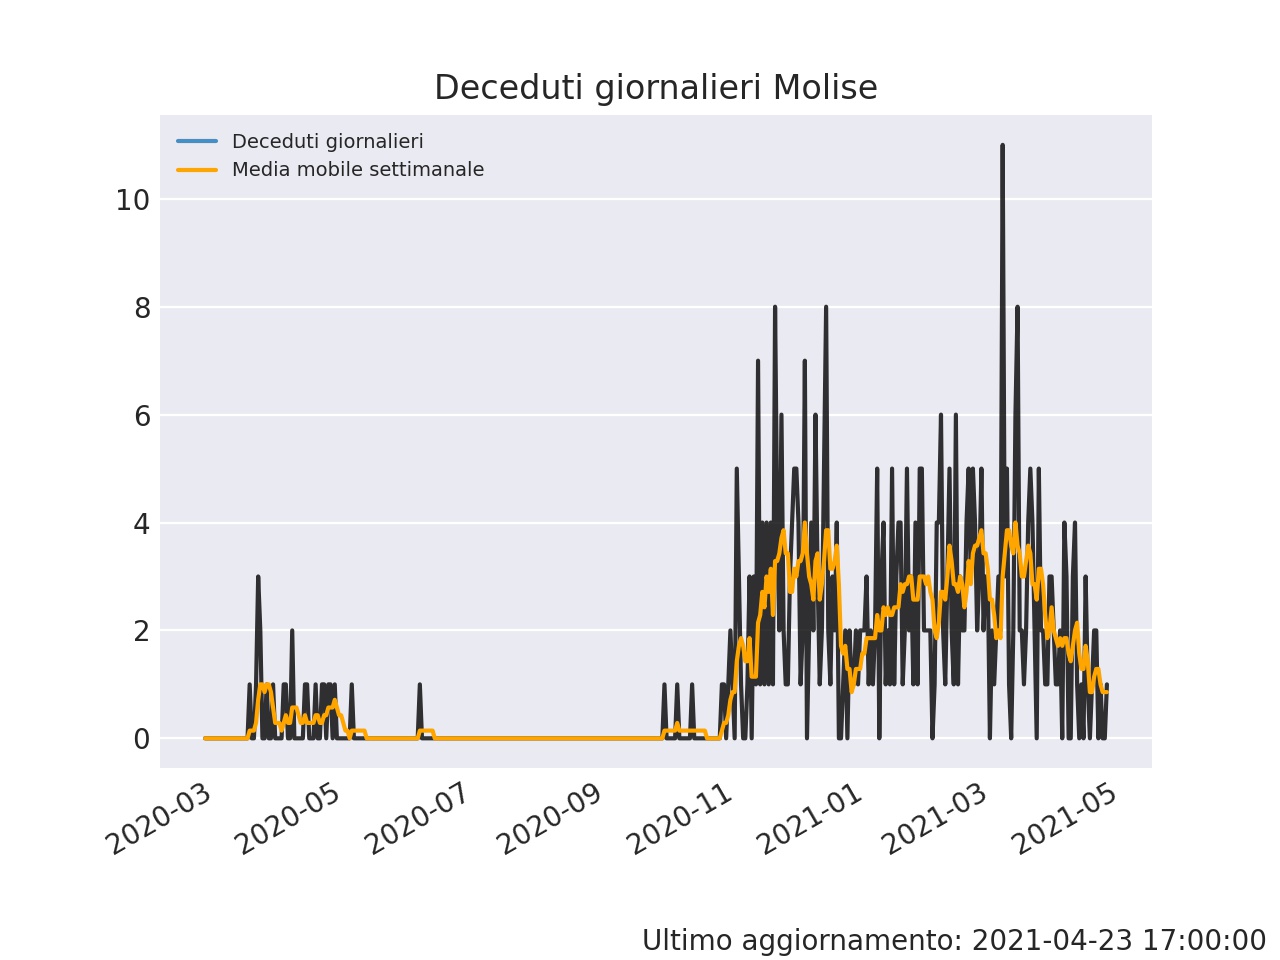 Deceduti giornalieri Molise
Deceduti giornalieri
Media mobile settimanale
10
8
6
4
2
0
2020-03 2020-05 2020-07 2020-09 2020-11 2021-01 2021-03 2021-05
Ultimo aggiornamento: 2021-04-23 17:00:00